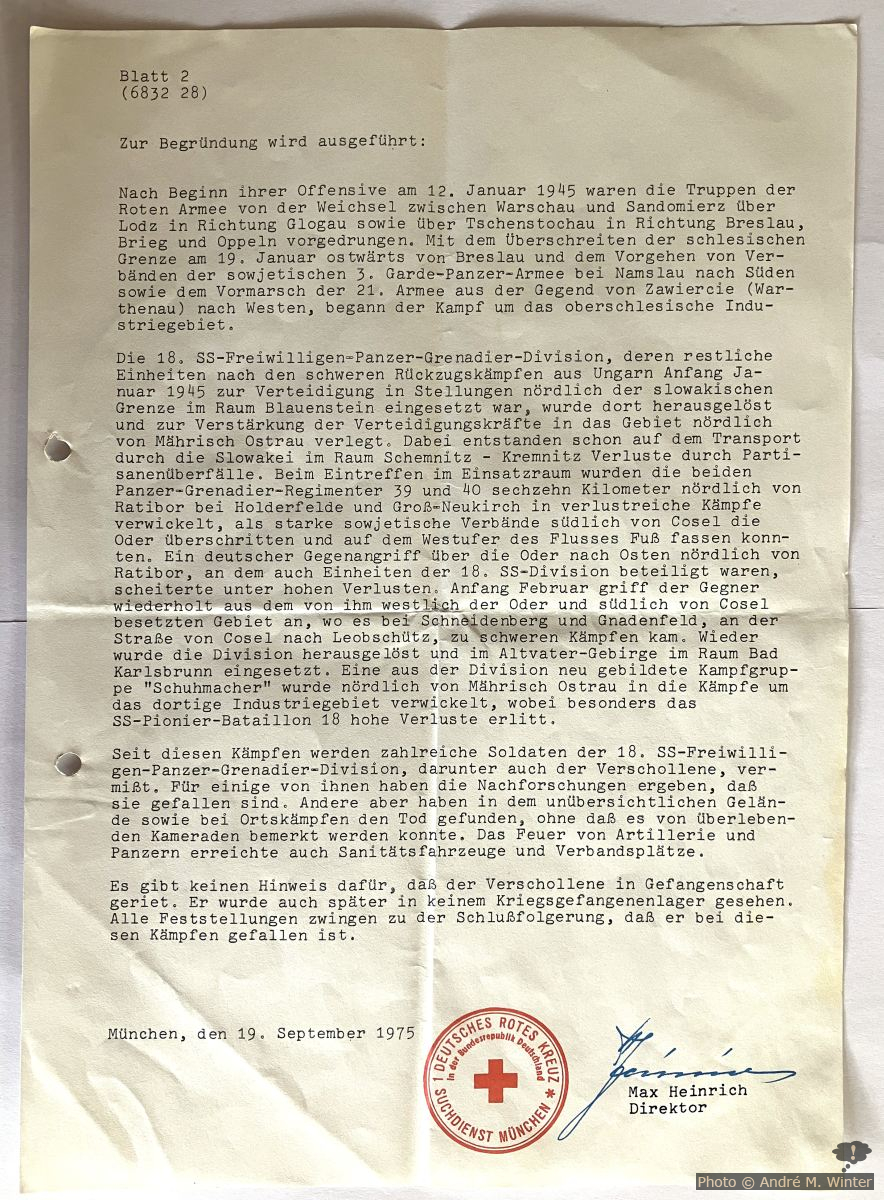 Blatt 2
(6832 28)
Zur Begründung wird ausgeführt:
Nach Beginn ihrer Offensive am 12. Januar 1945 waren die Truppen der
Roten Armee von der Weichsel zwischen Warschau und Sandomierz über
Lodz in Richtung Glogau sowie über Tschenstochau in Richtung Breslau,
Brieg und Oppeln vorgedrungen. Mit dem Überschreiten der schlesischen
Grenze am 19. Januar ostwärts von Breslau und dem Vorgehen von Ver-
bänden der sowjetischen 3. Garde-Panzer-Armee bei Namslau nach Süden
sowie dem Vormarsch der 21. Armee aus der Gegend von Zawiercie (War-
thenau) nach Westen, begann der Kampf um das oberschlesische Indu-
striegebiet.
Die 18. SS-Freiwilligen-Panzer-Grenadier-Division, deren restliche
Einheiten nach den schweren Rückzugskämpfen aus Ungarn Anfang Ja-
nuar 1945 zur Verteidigung in Stellungen nördlich der slowakischen
Grenze im Raum Blauenstein eingesetzt war, wurde dort herausgelöst
und zur Verstärkung der Verteidigungskräfte in das Gebiet nördlich
von Mährisch Ostrau verlegt. Dabei entstanden schon auf dem Transport
durch die Slowakei im Raum Schemnitz - Kremnitz Verluste durch Parti-
sanenüberfälle. Beim Eintreffen im Einsatzraum wurden die beiden
Panzer-Grenadier-Regimenter 39 und 40 sechzehn Kilometer nördlich von
Ratibor bei Holderfelde und Groß-Neukirch in verlustreiche Kämpfe
verwickelt, als starke sowjetische Verbände südlich von Cosel die
Oder überschritten und auf dem Westufer des Flusses Fuß fassen konn-
ten. Ein deutscher Gegenangriff über die Oder nach Osten nördlich von
Ratibor, an dem auch Einheiten der 18. SS-Division beteiligt waren,
scheiterte unter hohen Verlusten. Anfang Februar griff der Gegner
wiederholt aus dem von ihm westlich der Oder und südlich von Cosel
besetzten Gebiet an, wo es bei Schneidenberg und Gnadenfeld, an der
Straße von Cosel nach Leobschütz, zu schweren Kämpfen kam. Wieder
wurde die Division herausgelöst und im Altvater-Gebirge im Raum Bad
Karlsbrunn eingesetzt. Eine aus der Division neu gebildete Kampfgrup-
pe "Schuhmacher" wurde nördlich von Mährisch Ostrau in die Kämpfe um
das dortige Industriegebiet verwickelt, wobei besonders das
SS-Pionier-Bataillon 18 hohe Verluste erlitt.
Seit diesen Kämpfen werden zahlreiche Soldaten der 18. SS-Freiwilli-
gen-Panzer-Grenadier-Division, darunter auch der Verschollene, ver-
mißt. Für einige von ihnen haben die Nachforschungen ergeben, daß
sie gefallen sind. Andere aber haben in dem unübersichtlichen Gelän-
de sowie bei Ortskämpfen den Tod gefunden, ohne daß es von überleben-
den Kameraden bemerkt werden konnte. Das Feuer von Artillerie und
Panzern erreichte auch Sanitätsfahrzeuge und Verbandsplätze.
Es gibt keinen Hinweis dafür, daß der Verschollene in Gefangenschaft
geriet. Er wurde auch später in keinem Kriegsgefangenenlager gesehen.
Alle Feststellungen zwingen zu der Schlußfolgerung, daß er bei die-
sen Kämpfen gefallen ist.
München, den 19. September 1975
1 DEUTSCHES ROTES KREUZ
In der Bundesrepublik Deutschland
* SUCHDIENST MÜNCHEN *
Max Heinrich
Direktor
Photo © André M. Winter